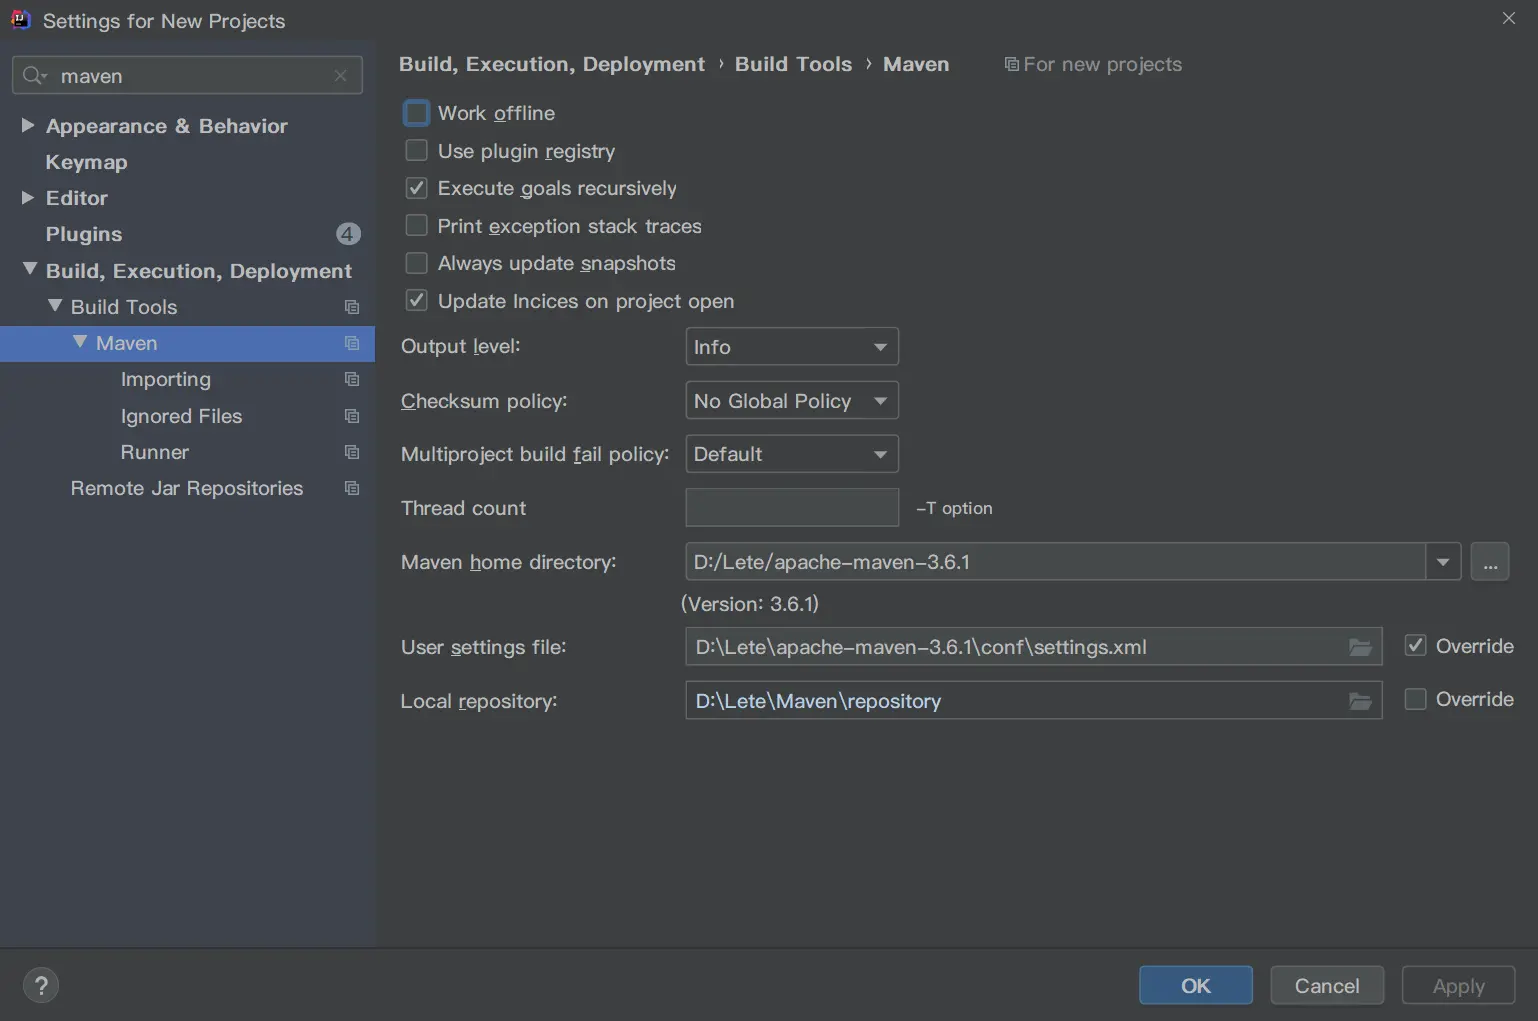 Settings for New Projects
maven
Appearance & Behavior
Keymap
Editor
Plugins 4
Build, Execution, Deployment
Build Tools
Maven
Importing
Ignored Files
Runner
Remote Jar Repositories
Build, Execution, Deployment › Build Tools › Maven For new projects
Work offline
Use plugin registry
Execute goals recursively
Print exception stack traces
Always update snapshots
Update Incices on project open
Output level: Info
Checksum policy: No Global Policy
Multiproject build fail policy: Default
Thread count -T option
Maven home directory: D:/Lete/apache-maven-3.6.1 ...
(Version: 3.6.1)
User settings file: D:\Lete\apache-maven-3.6.1\conf\settings.xml Override
Local repository: D:\Lete\Maven\repository Override
? OK Cancel Apply